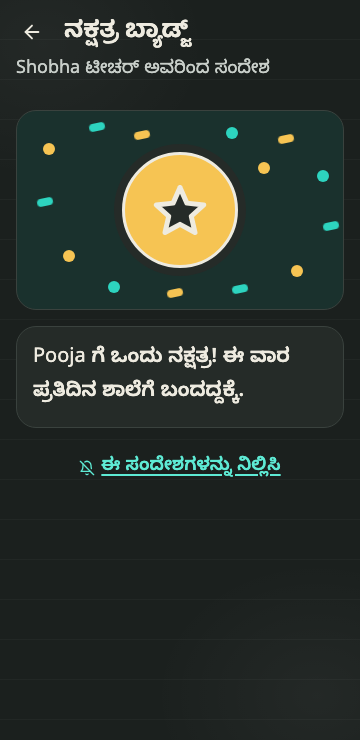 ನಕ್ಷತ್ರ ಬ್ಯಾಡ್ಜ್
Shobha ಟೀಚರ್ ಅವರಿಂದ ಸಂದೇಶ
Pooja ಗೆ ಒಂದು ನಕ್ಷತ್ರ! ಈ ವಾರ
ಪ್ರತಿದಿನ ಶಾಲೆಗೆ ಬಂದದ್ದಕ್ಕೆ.
ಈ ಸಂದೇಶಗಳನ್ನು ನಿಲ್ಲಿಸಿ